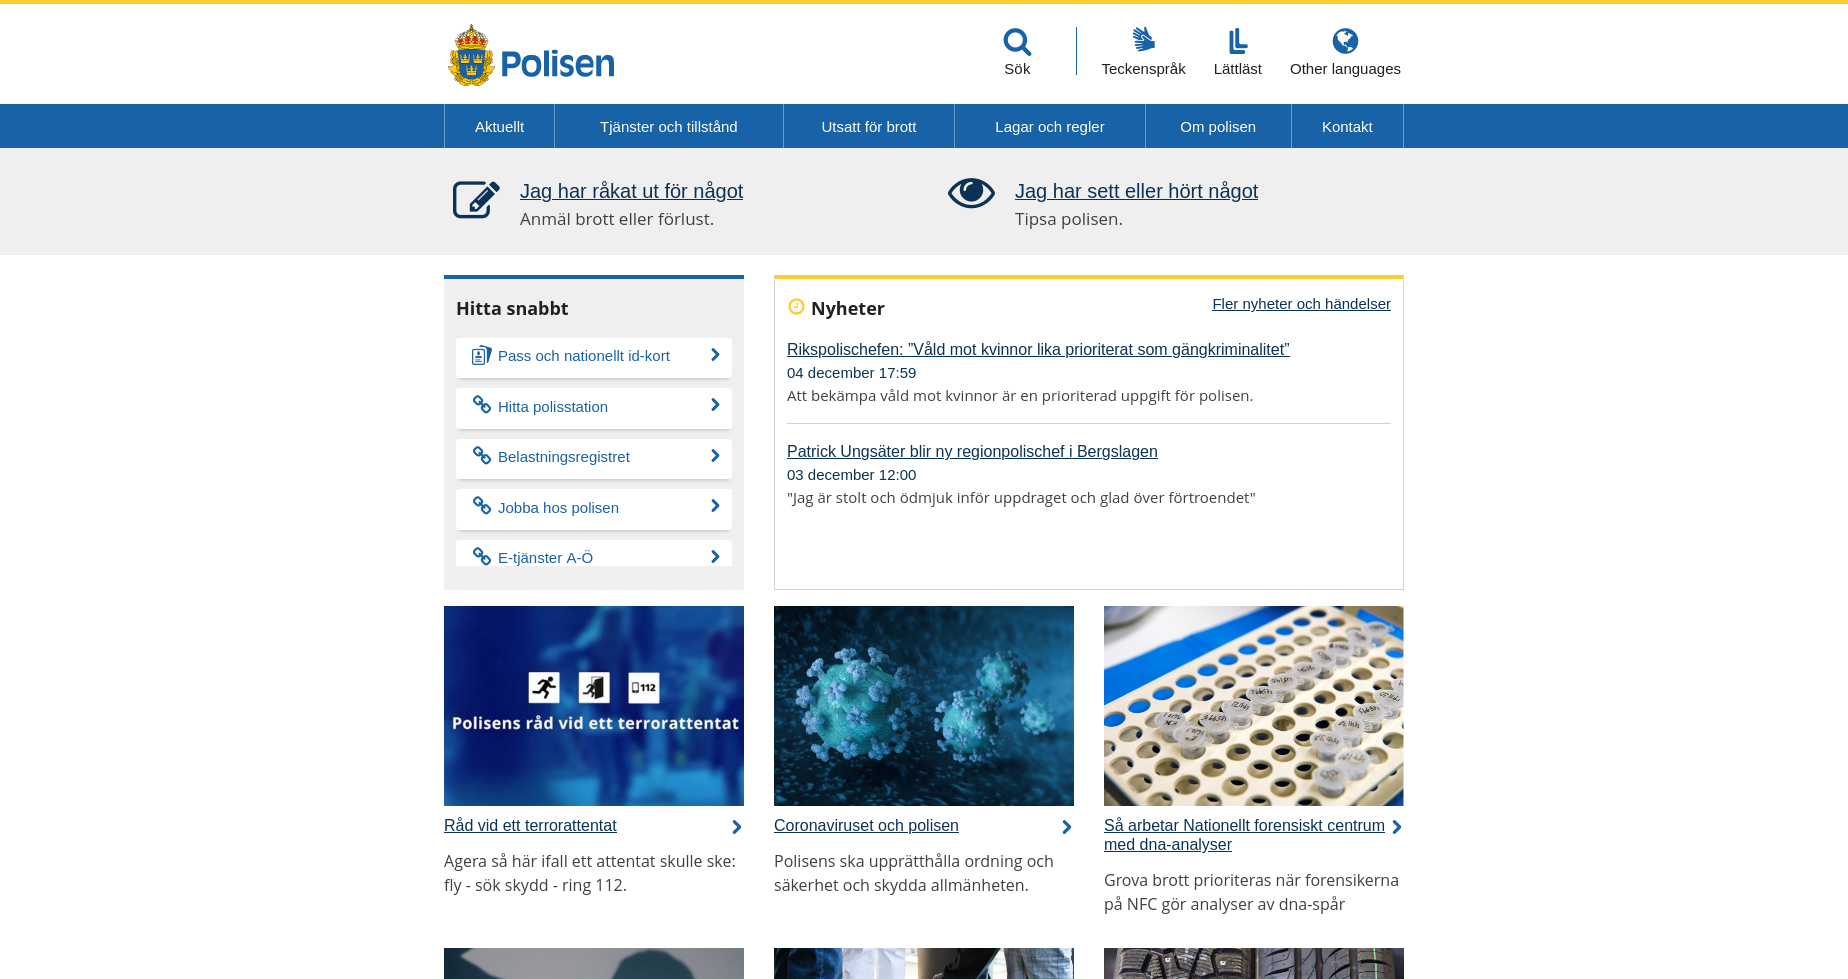 Polisen
Sök
Teckenspråk
Lättläst
Other languages
Aktuellt
Tjänster och tillstånd
Utsatt för brott
Lagar och regler
Om polisen
Kontakt
Jag har råkat ut för något
Anmäl brott eller förlust.
Jag har sett eller hört något
Tipsa polisen.
Hitta snabbt
Pass och nationellt id-kort
Hitta polisstation
Belastningsregistret
Jobba hos polisen
E-tjänster A-Ö
Nyheter
Fler nyheter och händelser
Rikspolischefen: ”Våld mot kvinnor lika prioriterat som gängkriminalitet”
04 december 17:59
Att bekämpa våld mot kvinnor är en prioriterad uppgift för polisen.
Patrick Ungsäter blir ny regionpolischef i Bergslagen
03 december 12:00
"Jag är stolt och ödmjuk inför uppdraget och glad över förtroendet"
112
Polisens råd vid ett terrorattentat
Råd vid ett terrorattentat
Agera så här ifall ett attentat skulle ske:
fly - sök skydd - ring 112.
Coronaviruset och polisen
Polisens ska upprätthålla ordning och
säkerhet och skydda allmänheten.
Så arbetar Nationellt forensiskt centrum
med dna-analyser
Grova brott prioriteras när forensikerna
på NFC gör analyser av dna-spår